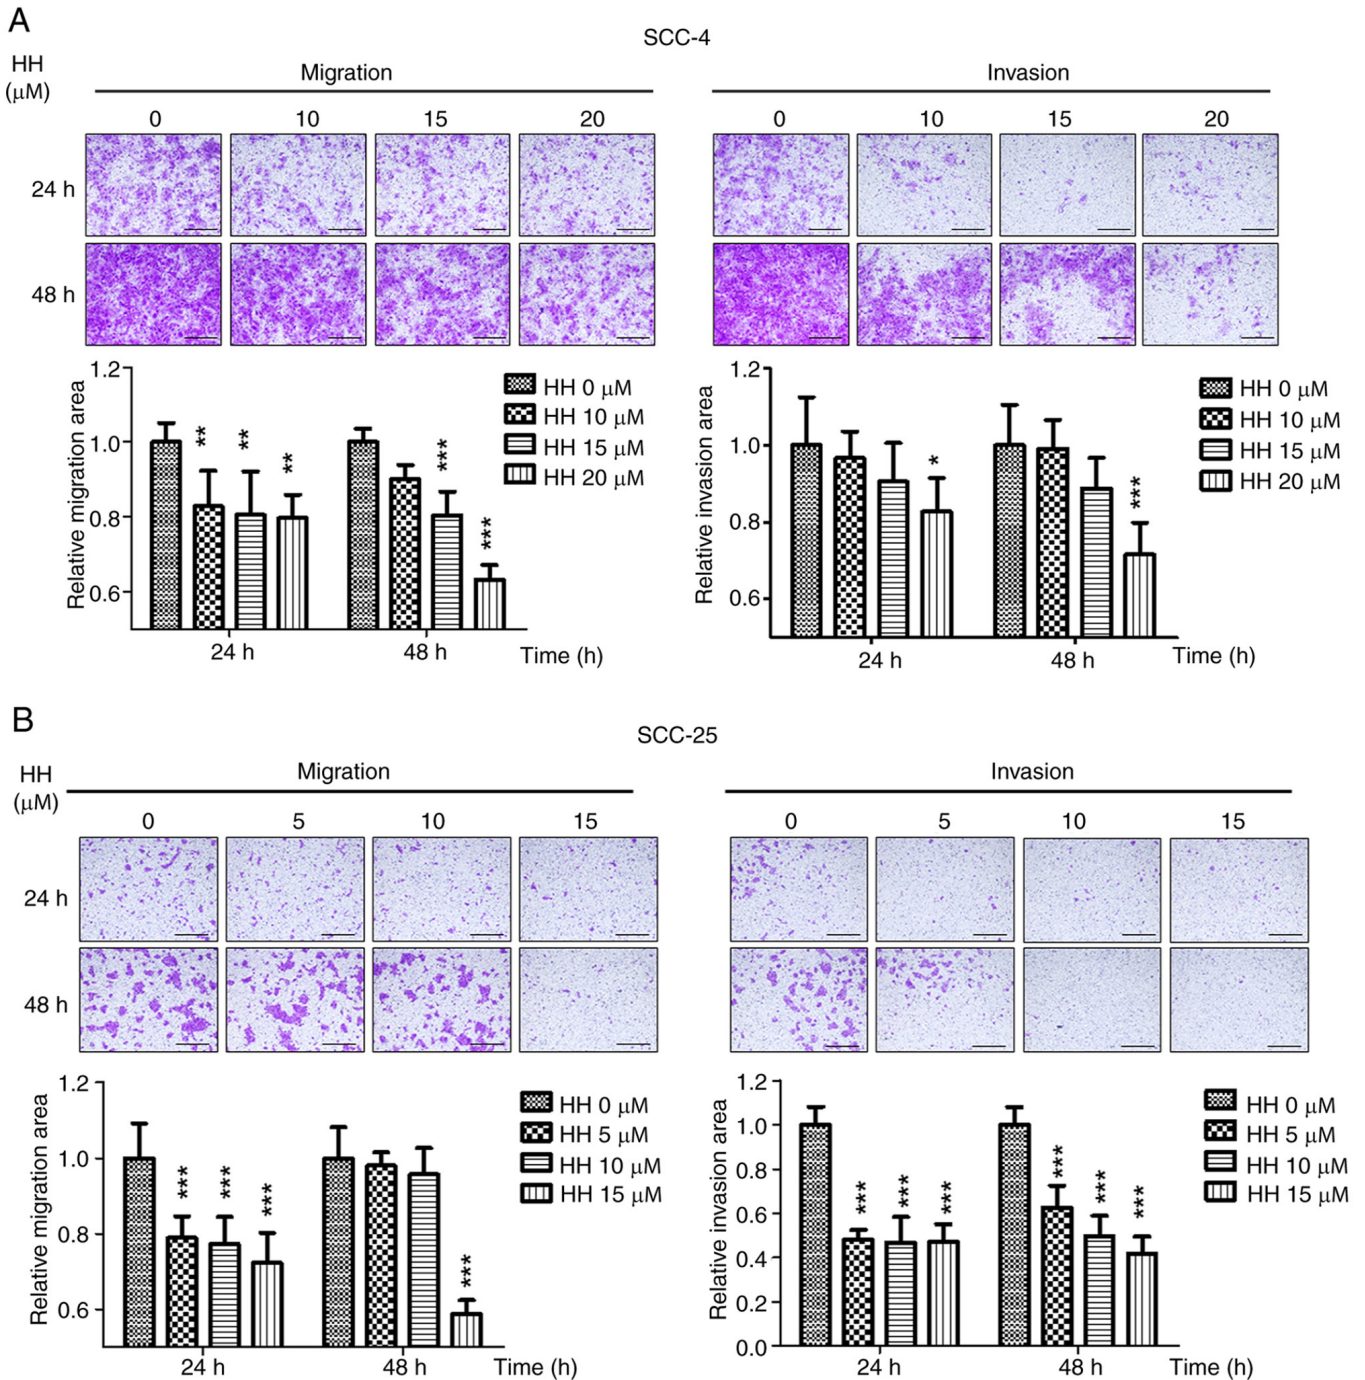 A
SCC-4
HH
(μM)
Migration
Invasion
0 10 15 20
0 10 15 20
24 h
48 h
Relative migration area
1.2
1.0
0.8
0.6
** ** **
*** ***
HH 0 μM
HH 10 μM
HH 15 μM
HH 20 μM
24 h 48 h Time (h)
Relative invasion area
1.2
1.0
0.8
0.6
*
***
HH 0 μM
HH 10 μM
HH 15 μM
HH 20 μM
24 h 48 h Time (h)
B
SCC-25
HH
(μM)
Migration
Invasion
0 5 10 15
0 5 10 15
24 h
48 h
Relative migration area
1.2
1.0
0.8
0.6
*** *** ***
***
HH 0 μM
HH 5 μM
HH 10 μM
HH 15 μM
24 h 48 h Time (h)
Relative invasion area
1.2
1.0
0.8
0.6
0.4
0.2
0.0
*** *** ***
*** *** ***
HH 0 μM
HH 5 μM
HH 10 μM
HH 15 μM
24 h 48 h Time (h)